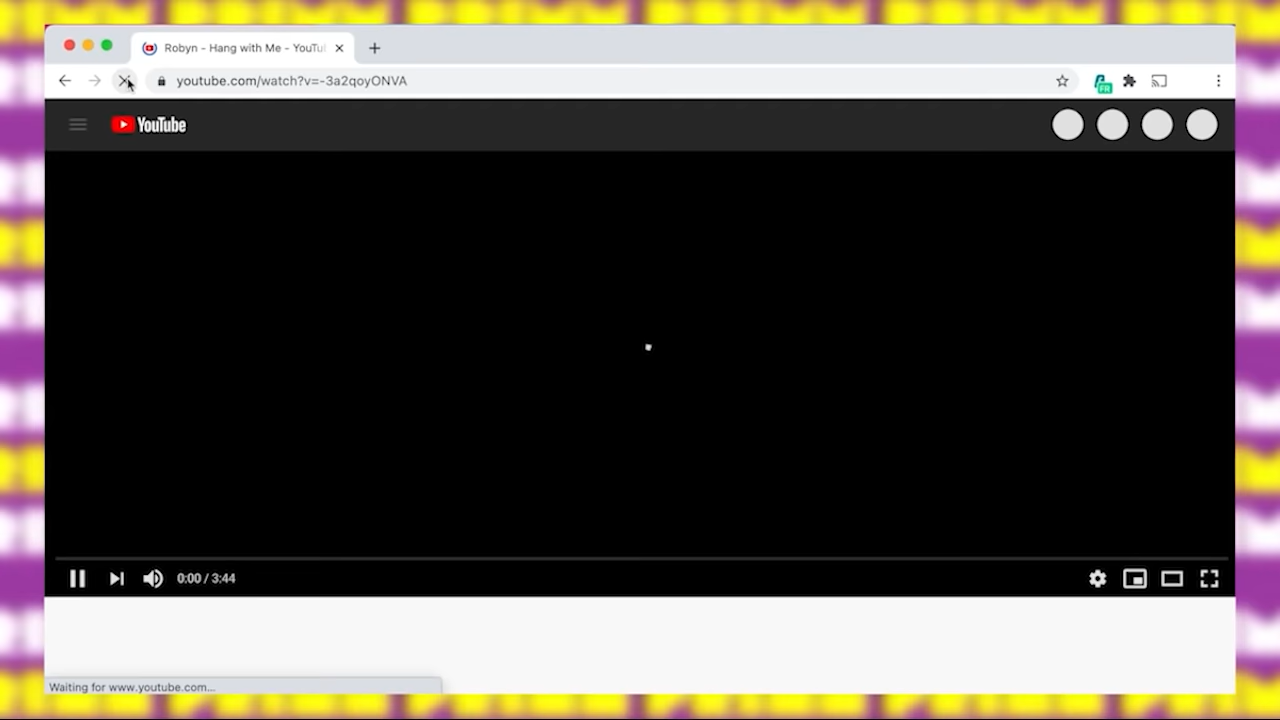 Robyn - Hang with Me - YouTu
youtube.com/watch?v=-3a2qoyONVA
FR
YouTube
0:00 / 3:44
Waiting for www.youtube.com...